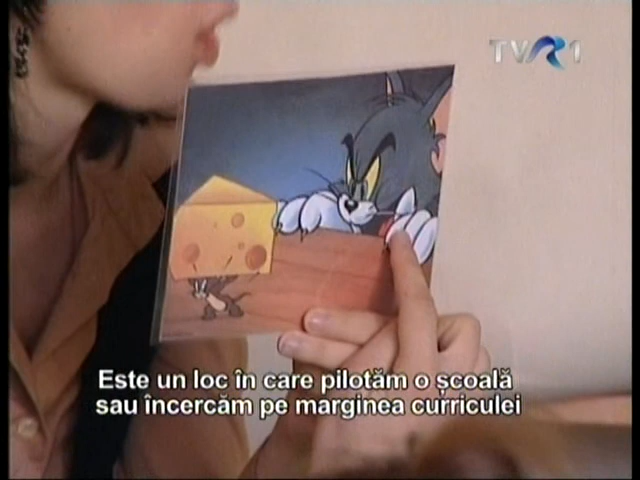 TVR1
Este un loc în care pilotăm o școală
sau încercăm pe marginea curriculei